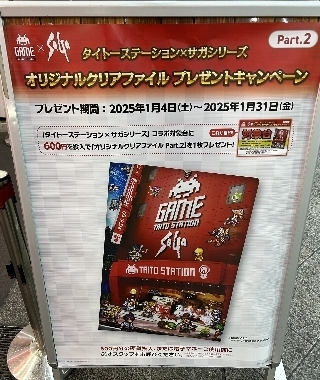 GAME
TAITO STATION
×
SaGa
Part.2
タイトーステーション×サガシリーズ
オリジナルクリアファイル プレゼントキャンペーン
プレゼント期間：2025年1月4日(土)～2025年1月31日(金)
「タイトーステーション×サガシリーズ」コラボ対象台に
600円を投入で「オリジナルクリアファイル Part.2」を1枚プレゼント！
対象台
GAME
TAITO STATION
SaGa
TAITO STATION